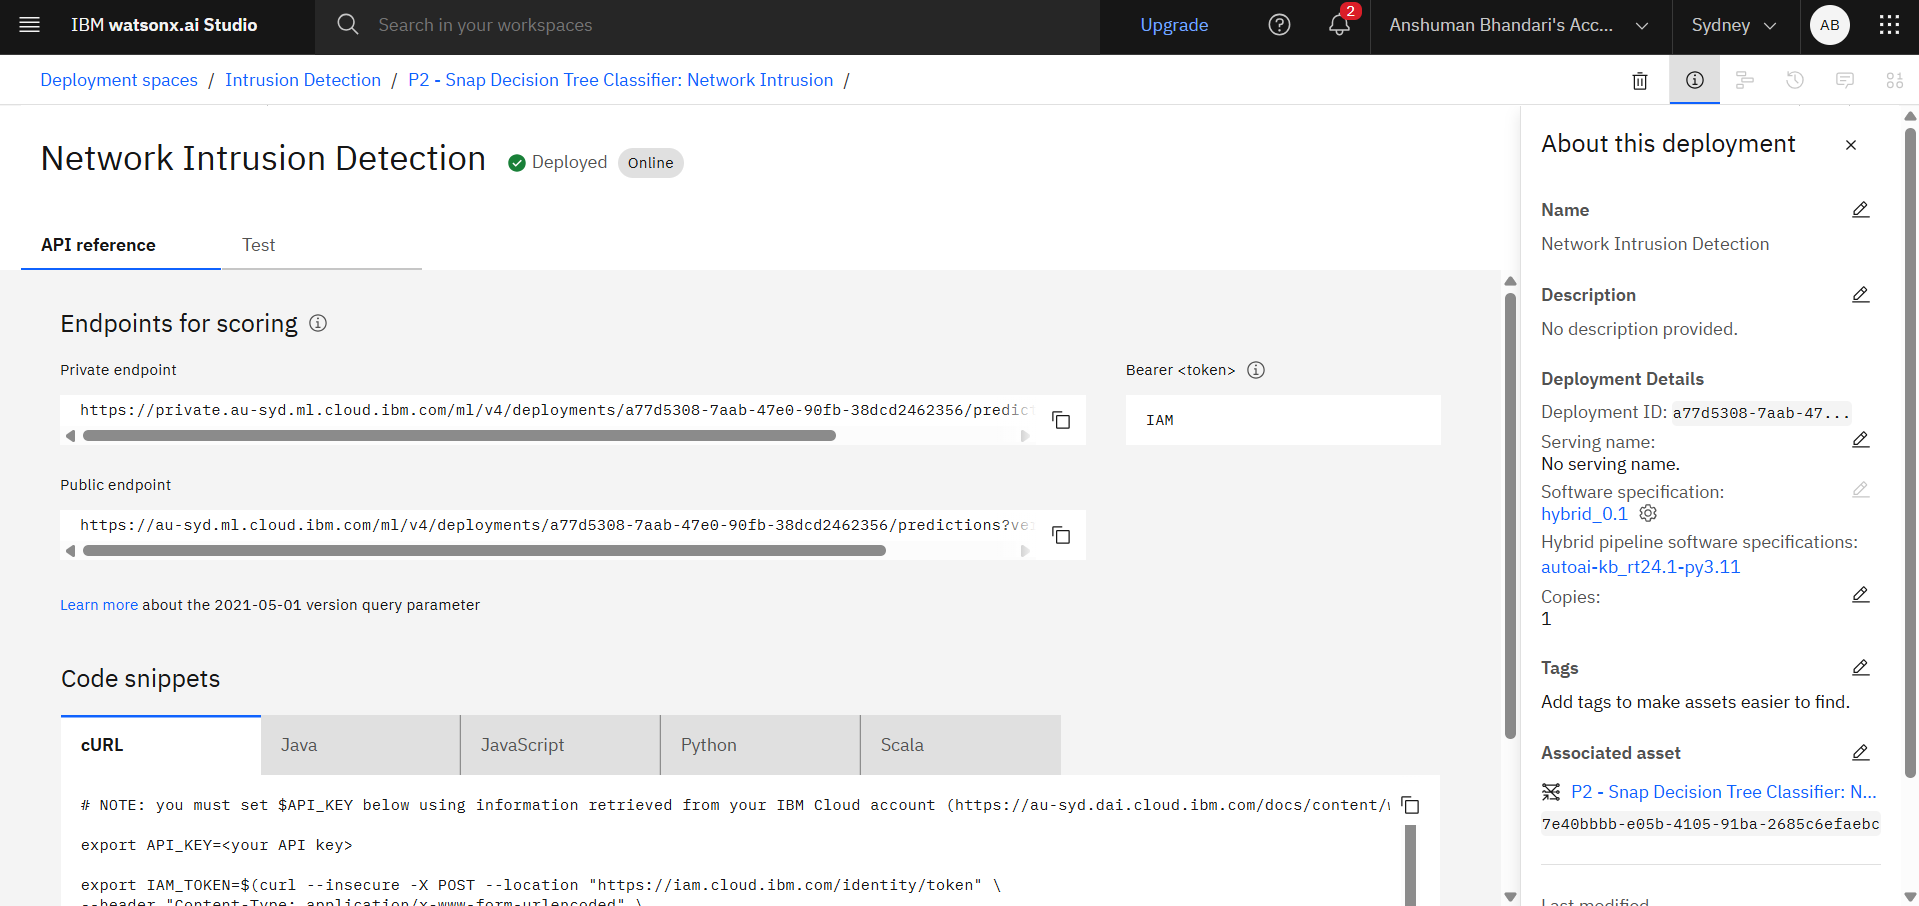 IBM watsonx.ai Studio
Search in your workspaces
Upgrade
2
Anshuman Bhandari's Acc...
Sydney
AB
Deployment spaces / Intrusion Detection / P2 - Snap Decision Tree Classifier: Network Intrusion /
Network Intrusion Detection
Deployed
Online
API reference
Test
Endpoints for scoring
Private endpoint
https://private.au-syd.ml.cloud.ibm.com/ml/v4/deployments/a77d5308-7aab-47e0-90fb-38dcd2462356/predict
Bearer <token>
IAM
Public endpoint
https://au-syd.ml.cloud.ibm.com/ml/v4/deployments/a77d5308-7aab-47e0-90fb-38dcd2462356/predictions?ve
Learn more about the 2021-05-01 version query parameter
Code snippets
cURL
Java
JavaScript
Python
Scala
# NOTE: you must set $API_KEY below using information retrieved from your IBM Cloud account (https://au-syd.dai.cloud.ibm.com/docs/content/w
export API_KEY=<your API key>
export IAM_TOKEN=$(curl --insecure -X POST --location "https://iam.cloud.ibm.com/identity/token" \
--header "Content-Type: application/x-www-form-urlencoded" \
About this deployment
Name
Network Intrusion Detection
Description
No description provided.
Deployment Details
Deployment ID: a77d5308-7aab-47...
Serving name:
No serving name.
Software specification:
hybrid_0.1
Hybrid pipeline software specifications:
autoai-kb_rt24.1-py3.11
Copies:
1
Tags
Add tags to make assets easier to find.
Associated asset
P2 - Snap Decision Tree Classifier: N...
7e40bbbb-e05b-4105-91ba-2685c6efaebc
Last modified